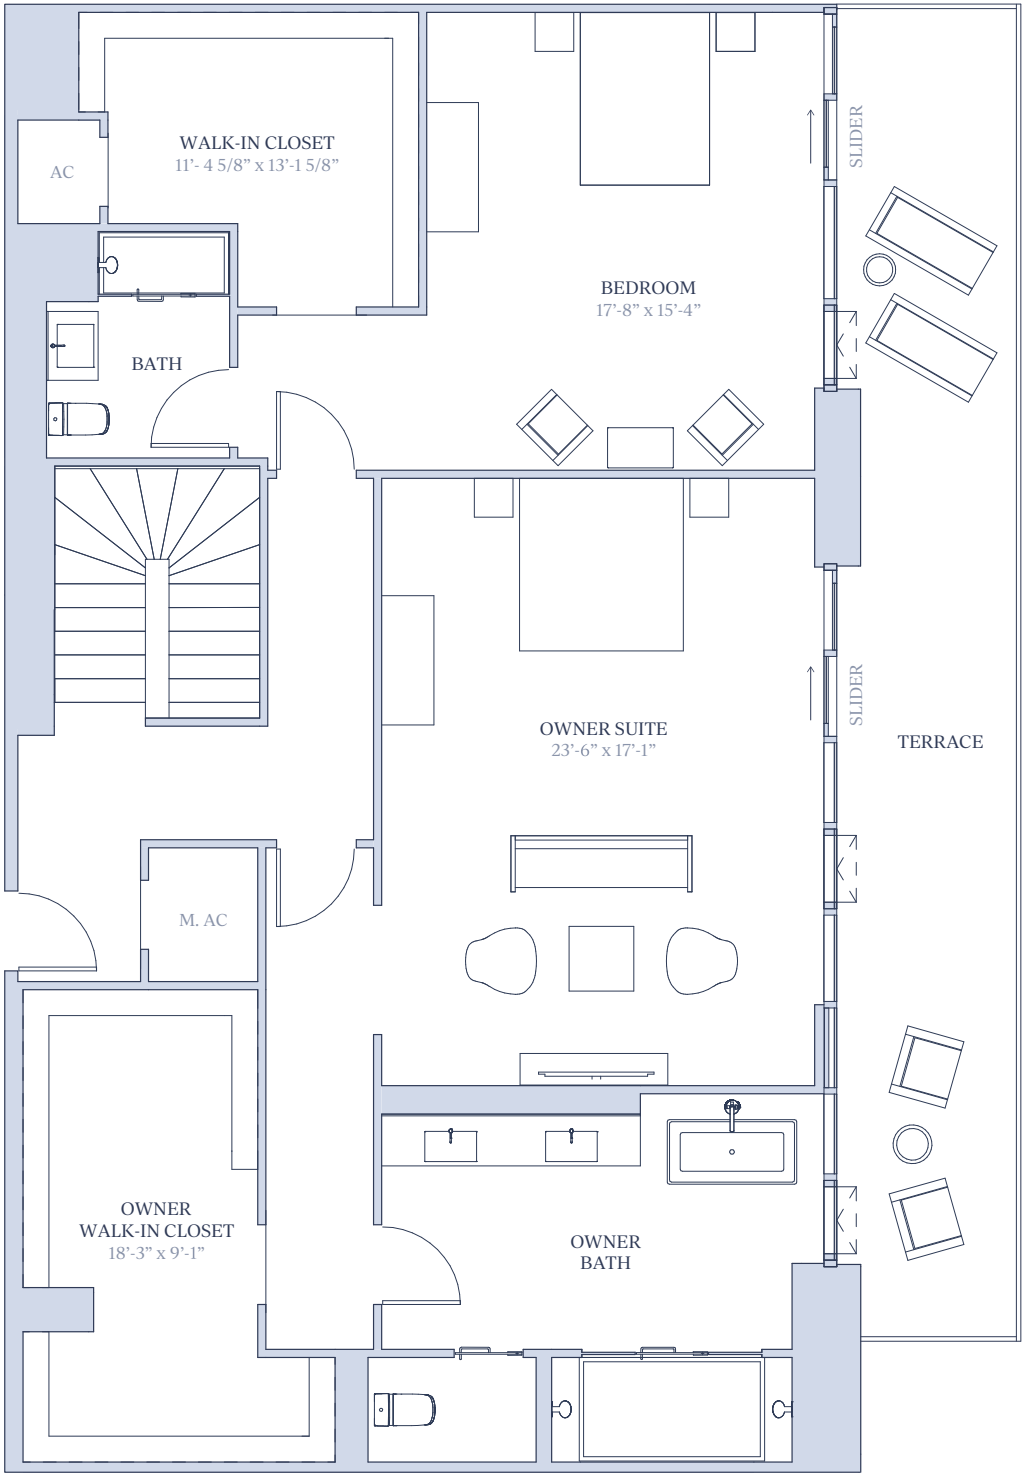 WALK-IN CLOSET
11’- 4 5/8” x 13’-1 5/8”
AC
SLIDER
BEDROOM
17’-8” x 15’-4”
BATH
SLIDER
OWNER SUITE
23’-6” x 17’-1”
TERRACE
M. AC
OWNER
WALK-IN CLOSET
18’-3” x 9’-1”
OWNER
BATH